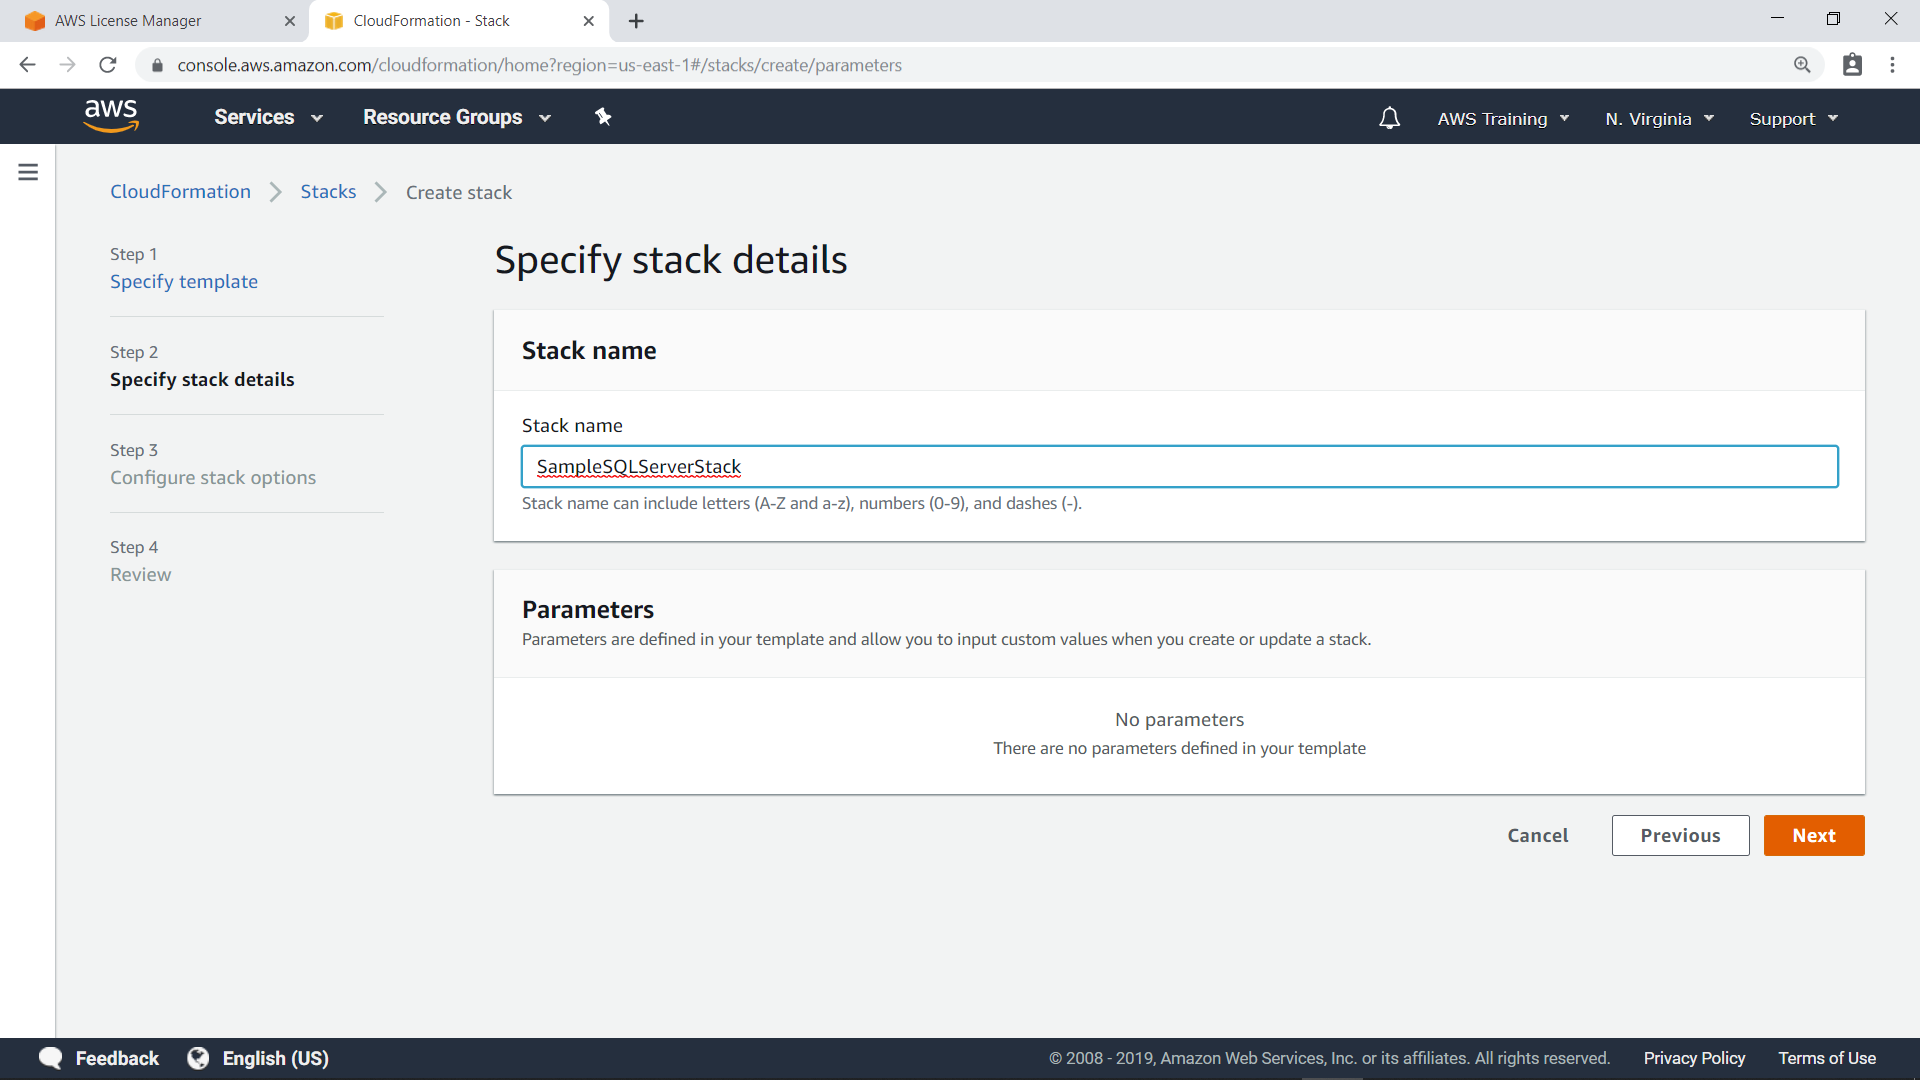 AWS License Manager
CloudFormation - Stack
console.aws.amazon.com/cloudformation/home?region=us-east-1#/stacks/create/parameters
aws
Services
Resource Groups
AWS Training
N. Virginia
Support
CloudFormation
Stacks
Create stack
Step 1
Specify template
Step 2
Specify stack details
Step 3
Configure stack options
Step 4
Review
Specify stack details
Stack name
Stack name
SampleSQLServerStack
Stack name can include letters (A-Z and a-z), numbers (0-9), and dashes (-).
Parameters
Parameters are defined in your template and allow you to input custom values when you create or update a stack.
No parameters
There are no parameters defined in your template
Cancel
Previous
Next
Feedback
English (US)
© 2008 - 2019, Amazon Web Services, Inc. or its affiliates. All rights reserved.
Privacy Policy
Terms of Use